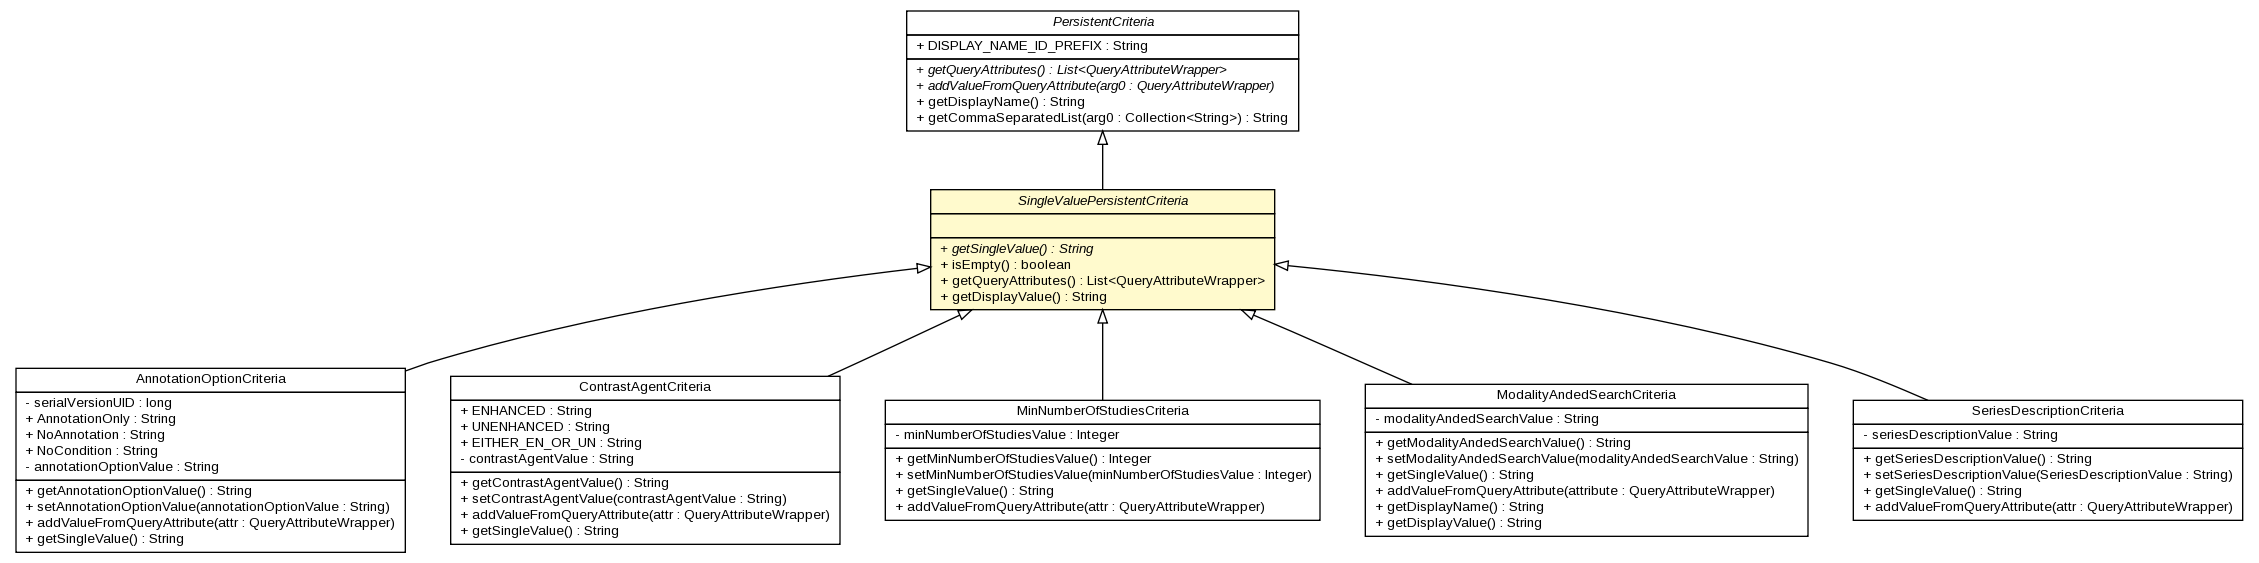 PersistentCriteria
+ DISPLAY_NAME_ID_PREFIX : String
+ getQueryAttributes() : List<QueryAttributeWrapper>
+ addValueFromQueryAttribute(arg0 : QueryAttributeWrapper)
+ getDisplayName() : String
+ getCommaSeparatedList(arg0 : Collection<String>) : String
SingleValuePersistentCriteria
+ getSingleValue() : String
+ isEmpty() : boolean
+ getQueryAttributes() : List<QueryAttributeWrapper>
+ getDisplayValue() : String
AnnotationOptionCriteria
- serialVersionUID : long
+ AnnotationOnly : String
+ NoAnnotation : String
+ NoCondition : String
- annotationOptionValue : String
+ getAnnotationOptionValue() : String
+ setAnnotationOptionValue(annotationOptionValue : String)
+ addValueFromQueryAttribute(attr : QueryAttributeWrapper)
+ getSingleValue() : String
ContrastAgentCriteria
+ ENHANCED : String
+ UNENHANCED : String
+ EITHER_EN_OR_UN : String
- contrastAgentValue : String
+ getContrastAgentValue() : String
+ setContrastAgentValue(contrastAgentValue : String)
+ addValueFromQueryAttribute(attr : QueryAttributeWrapper)
+ getSingleValue() : String
MinNumberOfStudiesCriteria
- minNumberOfStudiesValue : Integer
+ getMinNumberOfStudiesValue() : Integer
+ setMinNumberOfStudiesValue(minNumberOfStudiesValue : Integer)
+ getSingleValue() : String
+ addValueFromQueryAttribute(attr : QueryAttributeWrapper)
ModalityAndedSearchCriteria
- modalityAndedSearchValue : String
+ getModalityAndedSearchValue() : String
+ setModalityAndedSearchValue(modalityAndedSearchValue : String)
+ getSingleValue() : String
+ addValueFromQueryAttribute(attribute : QueryAttributeWrapper)
+ getDisplayName() : String
+ getDisplayValue() : String
SeriesDescriptionCriteria
- seriesDescriptionValue : String
+ getSeriesDescriptionValue() : String
+ setSeriesDescriptionValue(SeriesDescriptionValue : String)
+ getSingleValue() : String
+ addValueFromQueryAttribute(attr : QueryAttributeWrapper)